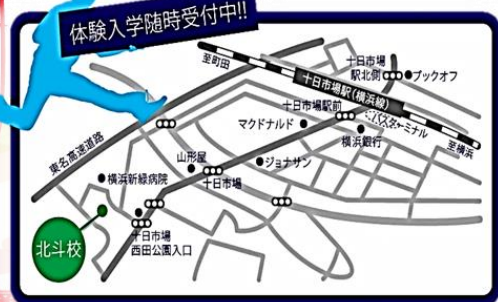 体験入学随時受付中!!
至町田
十日市場
駅北側
ブックオフ
十日市場駅(横浜線)
十日市場駅前
バスターミナル
マクドナルド
横浜銀行
至横浜
東名高速道路
山形屋
ジョナサン
横浜新緑病院
十日市場
北斗校
十日市場
西田公園入口